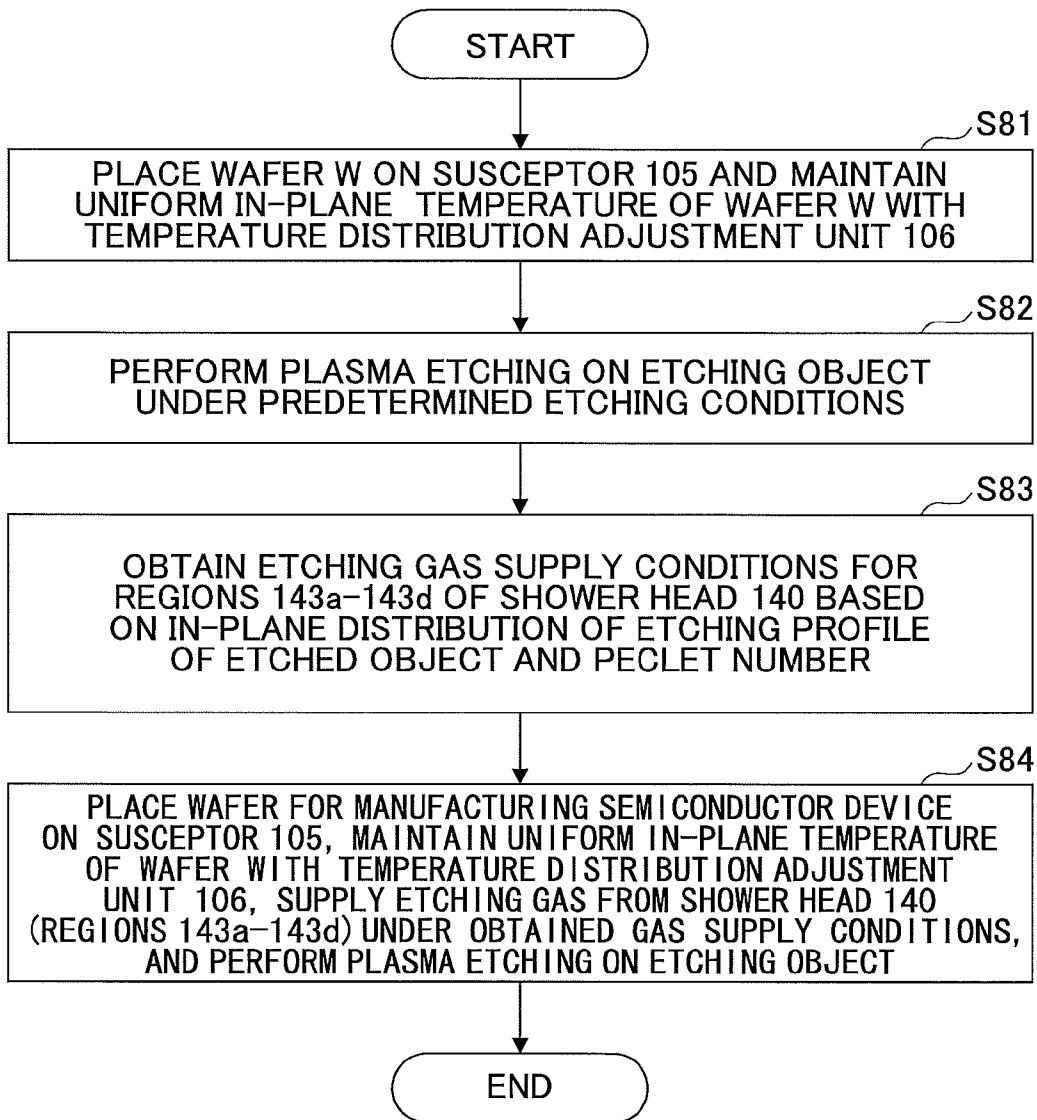 START
S81
PLACE WAFER W ON SUSCEPTOR 105 AND MAINTAIN
UNIFORM IN-PLANE TEMPERATURE OF WAFER W WITH
TEMPERATURE DISTRIBUTION ADJUSTMENT UNIT 106
S82
PERFORM PLASMA ETCHING ON ETCHING OBJECT
UNDER PREDETERMINED ETCHING CONDITIONS
S83
OBTAIN ETCHING GAS SUPPLY CONDITIONS FOR
REGIONS 143a-143d OF SHOWER HEAD 140 BASED
ON IN-PLANE DISTRIBUTION OF ETCHING PROFILE
OF ETCHED OBJECT AND PECLET NUMBER
S84
PLACE WAFER FOR MANUFACTURING SEMICONDUCTOR DEVICE
ON SUSCEPTOR 105, MAINTAIN UNIFORM IN-PLANE TEMPERATURE
OF WAFER WITH TEMPERATURE DISTRIBUTION ADJUSTMENT
UNIT 106, SUPPLY ETCHING GAS FROM SHOWER HEAD 140
(REGIONS 143a-143d) UNDER OBTAINED GAS SUPPLY CONDITIONS,
AND PERFORM PLASMA ETCHING ON ETCHING OBJECT
END